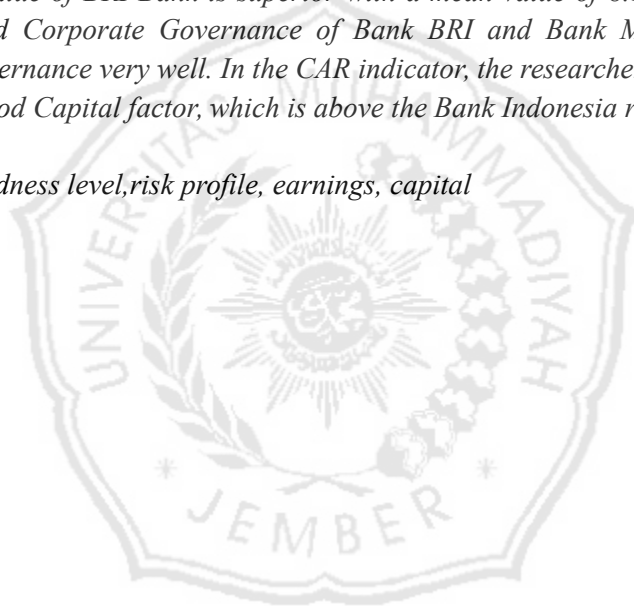 BRI Bank is superior with a mean value of
d Corporate Governance of Bank BRI and Bank M
ernance very well. In the CAR indicator, the researche
od Capital factor, which is above the Bank Indonesia
dness level,risk profile, earnings, capital
UNIVERSITAS MUHAMMADIYAH
JEMBER